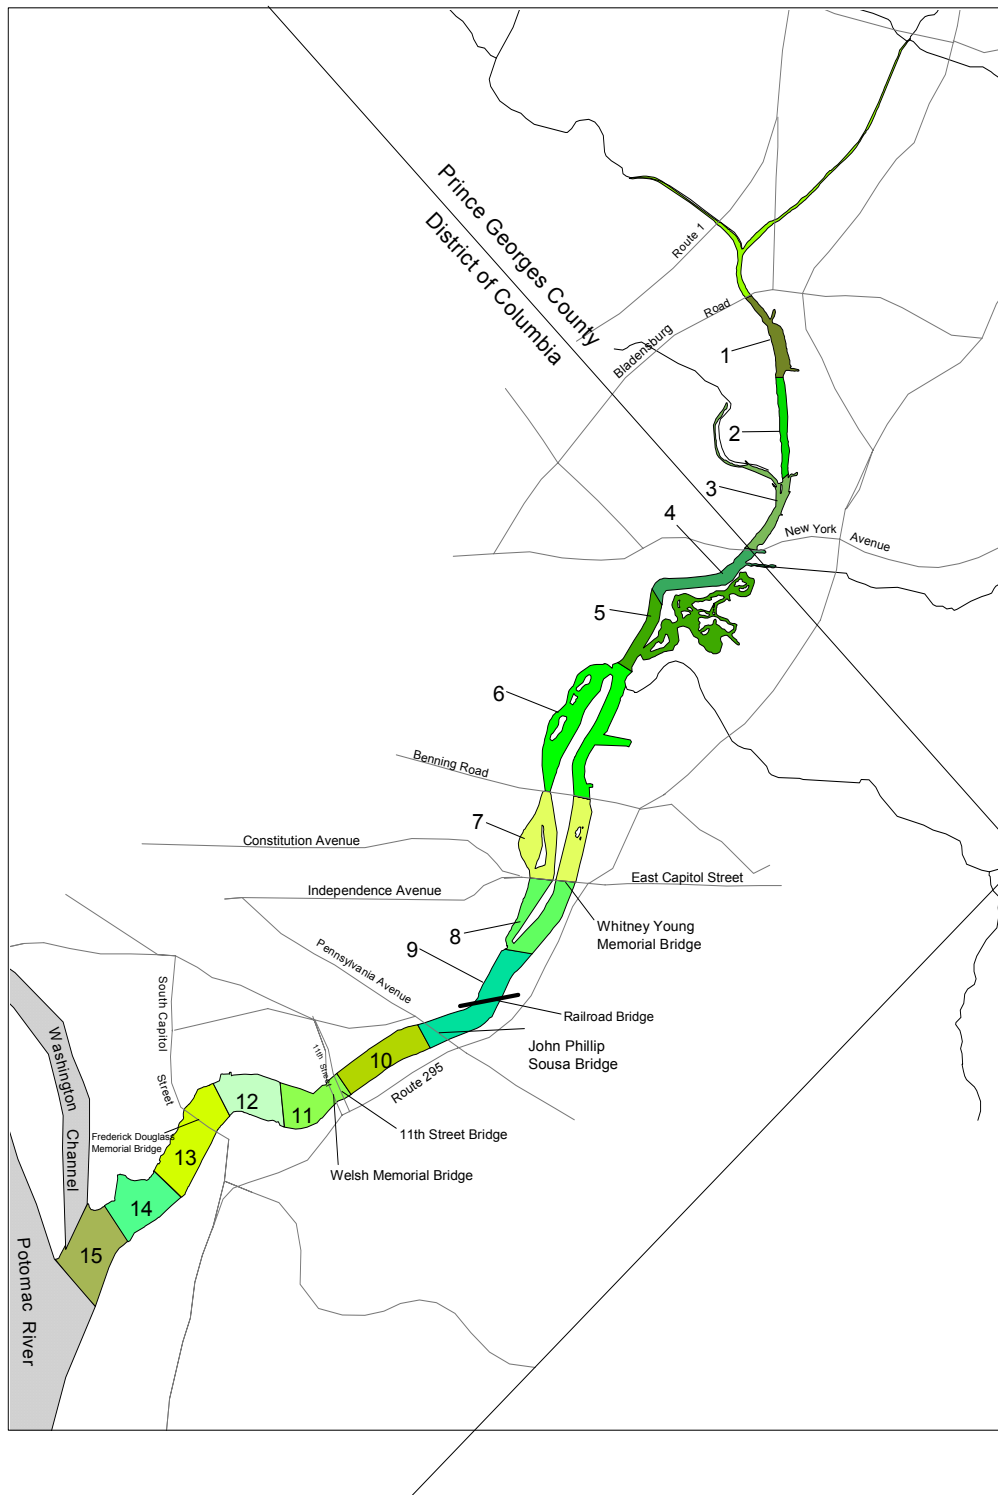 Prince Georges County
District of Columbia
Route 1
Bladensburg
Road
1
2
3
4
New York
Avenue
5
6
Benning Road
7
Constitution Avenue
East Capitol Street
Independence Avenue
8
Whitney Young
Memorial Bridge
9
Pennsylvania Avenue
South Capitol
Street
Railroad Bridge
John Phillip
Sousa Bridge
10
11th Street
Route 295
12
11
11th Street Bridge
Frederick Douglass
Memorial Bridge
13
Welsh Memorial Bridge
Washington
Channel
14
15
Potomac River